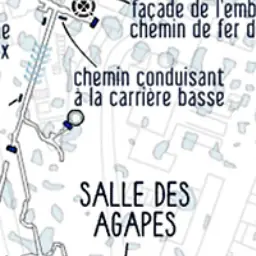 façade de l'emb
chemin de fer d
e
x
chemin conduisant
à la carrière basse
SALLE DES
AGAPES